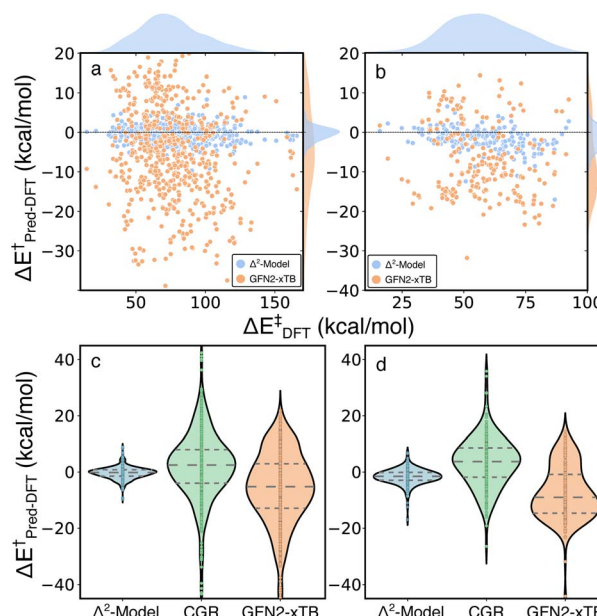 a
b
20
10
0
−10
−20
−30
ΔE†Pred-DFT (kcal/mol)
50
100
150
Δ²-Model
GFN2-xTB
20
10
0
−10
−20
−30
−40
25
50
75
100
Δ²-Model
GFN2-xTB
ΔE‡DFT (kcal/mol)
c
d
40
20
0
−20
−40
ΔE†Pred-DFT (kcal/mol)
Δ²-Model
CGR
GFN2-xTB
40
20
0
−20
−40
Δ²-Model
CGR
GFN2-xTB